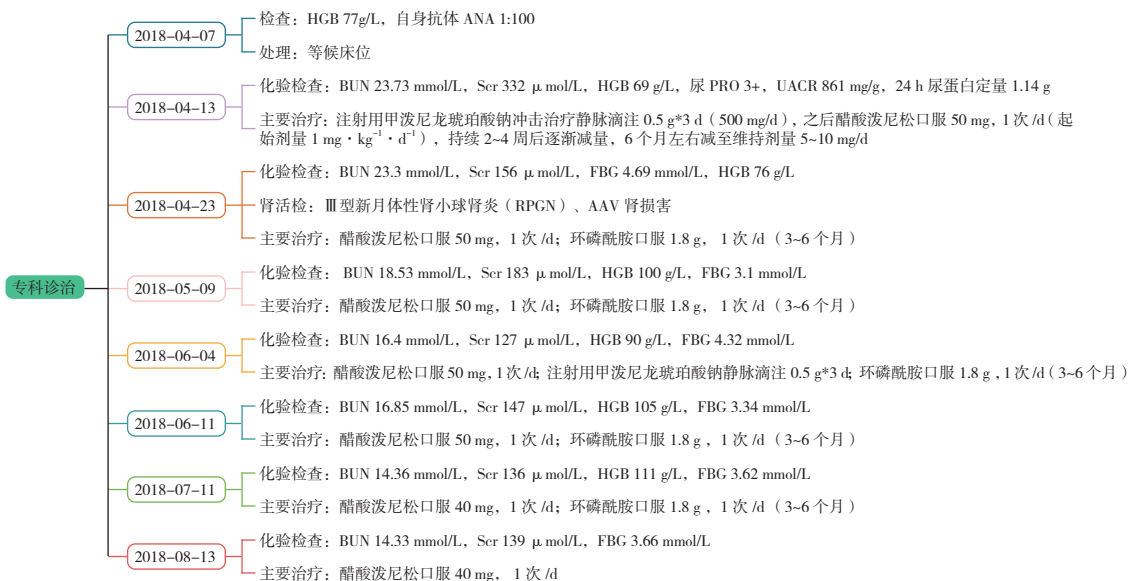 专科诊治
2018-04-07
检查：HGB 77g/L，自身抗体 ANA 1:100
处理：等候床位
2018-04-13
化验检查：BUN 23.73 mmol/L，Scr 332 μ mol/L，HGB 69 g/L，尿 PRO 3+，UACR 861 mg/g，24 h 尿蛋白定量 1.14 g
主要治疗：注射用甲泼尼龙琥珀酸钠冲击治疗静脉滴注 0.5 g*3 d（500 mg/d），之后醋酸泼尼松口服 50 mg，1 次 /d（起
始剂量 1 mg·kg⁻¹·d⁻¹），持续 2~4 周后逐渐减量，6 个月左右减至维持剂量 5~10 mg/d
2018-04-23
化验检查：BUN 23.3 mmol/L，Scr 156 μ mol/L，FBG 4.69 mmol/L，HGB 76 g/L
肾活检：Ⅲ型新月体性肾小球肾炎（RPGN）、AAV 肾损害
主要治疗：醋酸泼尼松口服 50 mg，1 次 /d；环磷酰胺口服 1.8 g，1 次 /d（3~6 个月）
2018-05-09
化验检查：BUN 18.53 mmol/L，Scr 183 μ mol/L，HGB 100 g/L，FBG 3.1 mmol/L
主要治疗：醋酸泼尼松口服 50 mg，1 次 /d；环磷酰胺口服 1.8 g，1 次 /d（3~6 个月）
2018-06-04
化验检查：BUN 16.4 mmol/L，Scr 127 μ mol/L，HGB 90 g/L，FBG 4.32 mmol/L
主要治疗：醋酸泼尼松口服 50 mg，1 次 /d；注射用甲泼尼龙琥珀酸钠静脉滴注 0.5 g*3 d；环磷酰胺口服 1.8 g，1 次 /d（3~6 个月）
2018-06-11
化验检查：BUN 16.85 mmol/L，Scr 147 μ mol/L，HGB 105 g/L，FBG 3.34 mmol/L
主要治疗：醋酸泼尼松口服 50 mg，1 次 /d；环磷酰胺口服 1.8 g，1 次 /d（3~6 个月）
2018-07-11
化验检查：BUN 14.36 mmol/L，Scr 136 μ mol/L，HGB 111 g/L，FBG 3.62 mmol/L
主要治疗：醋酸泼尼松口服 40 mg，1 次 /d；环磷酰胺口服 1.8 g，1 次 /d（3~6 个月）
2018-08-13
化验检查：BUN 14.33 mmol/L，Scr 139 μ mol/L，FBG 3.66 mmol/L
主要治疗：醋酸泼尼松口服 40 mg，1 次 /d